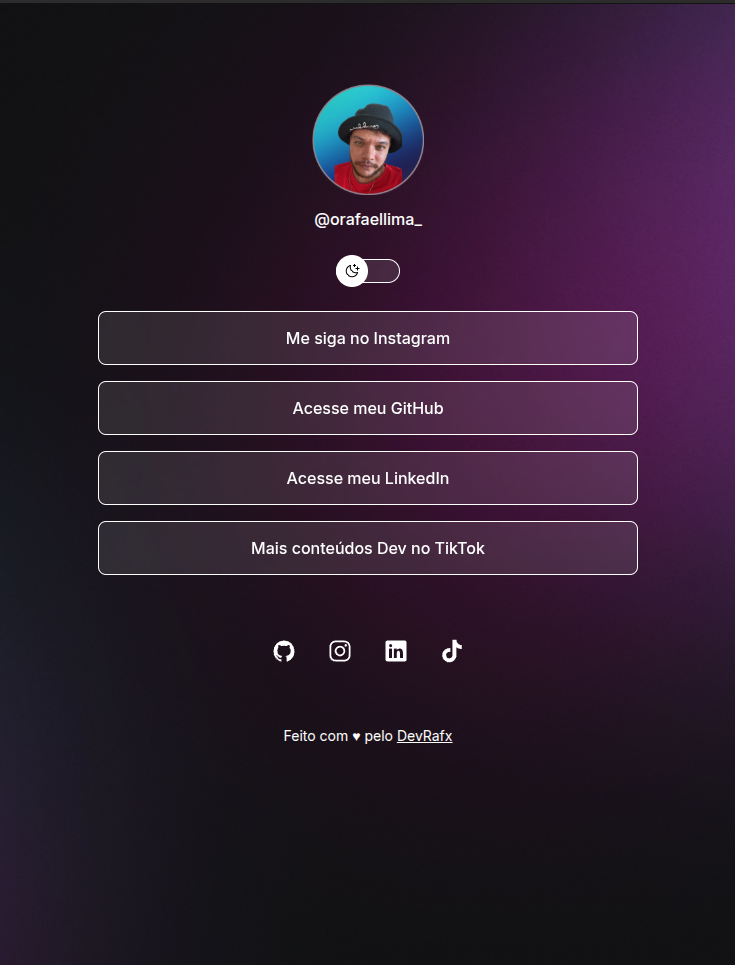 @orafaellima_
Me siga no Instagram
Acesse meu GitHub
Acesse meu LinkedIn
Mais conteúdos Dev no TikTok
in
Feito com ♥ pelo DevRafx